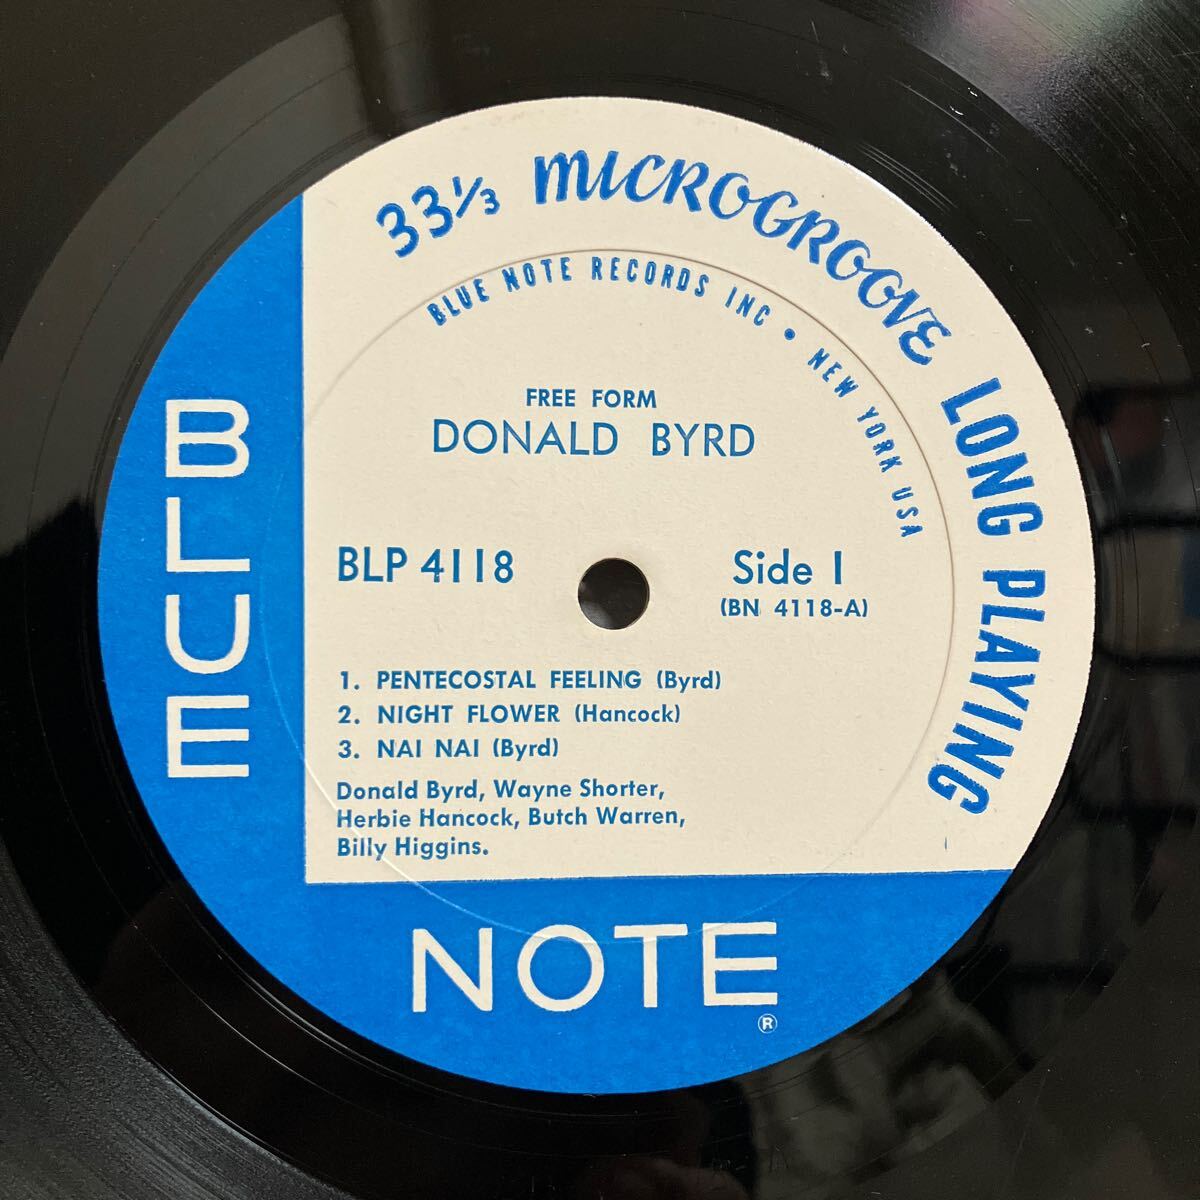 33⅓ MICROGROOVE LONG PLAYING
BLUE NOTE RECORDS INC • NEW YORK USA
FREE FORM
DONALD BYRD
BLP 4118
Side 1
(BN 4118-A)
1. PENTECOSTAL FEELING (Byrd)
2. NIGHT FLOWER (Hancock)
3. NAI NAI (Byrd)
Donald Byrd, Wayne Shorter,
Herbie Hancock, Butch Warren,
Billy Higgins.
BLUE
NOTE
®